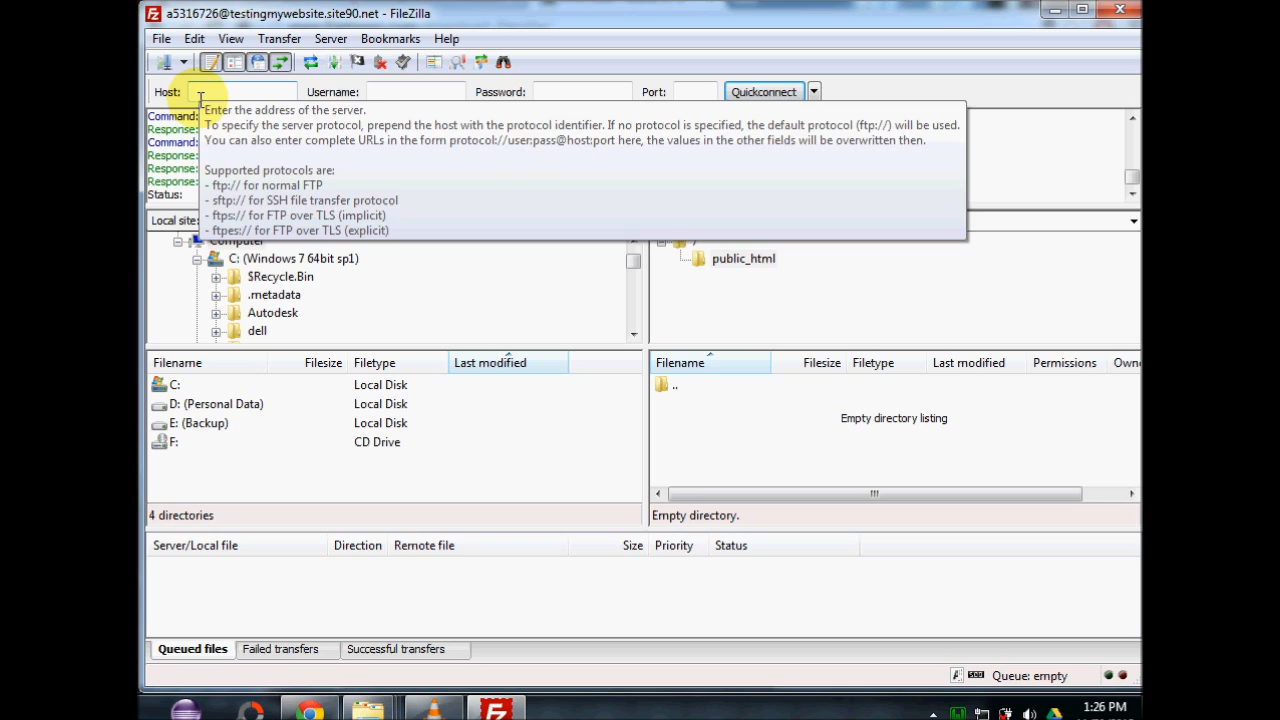 a5316726@testingmywebsite.site90.net - FileZilla
File Edit View Transfer Server Bookmarks Help
Host: Username: Password: Port: Quickconnect
Enter the address of the server.
Command:
To specify the server protocol, prepend the host with the protocol identifier. If no protocol is specified, the default protocol (ftp://) will be used.
Response:
You can also enter complete URLs in the form protocol://user:pass@host:port here, the values in the other fields will be overwritten then.
Command:
Response:
Supported protocols are:
Response:
- ftp:// for normal FTP
Response:
- sftp:// for SSH file transfer protocol
Status:
- ftps:// for FTP over TLS (implicit)
Local site:
- ftpes:// for FTP over TLS (explicit)
Computer
/
C: (Windows 7 64bit sp1)
public_html
$Recycle.Bin
.metadata
Autodesk
dell
Filename Filesize Filetype Last modified
Filename Filesize Filetype Last modified Permissions Owne
C: Local Disk
..
D: (Personal Data) Local Disk
Empty directory listing
E: (Backup) Local Disk
F: CD Drive
4 directories
Empty directory.
Server/Local file Direction Remote file Size Priority Status
Queued files Failed transfers Successful transfers
Queue: empty
1:26 PM